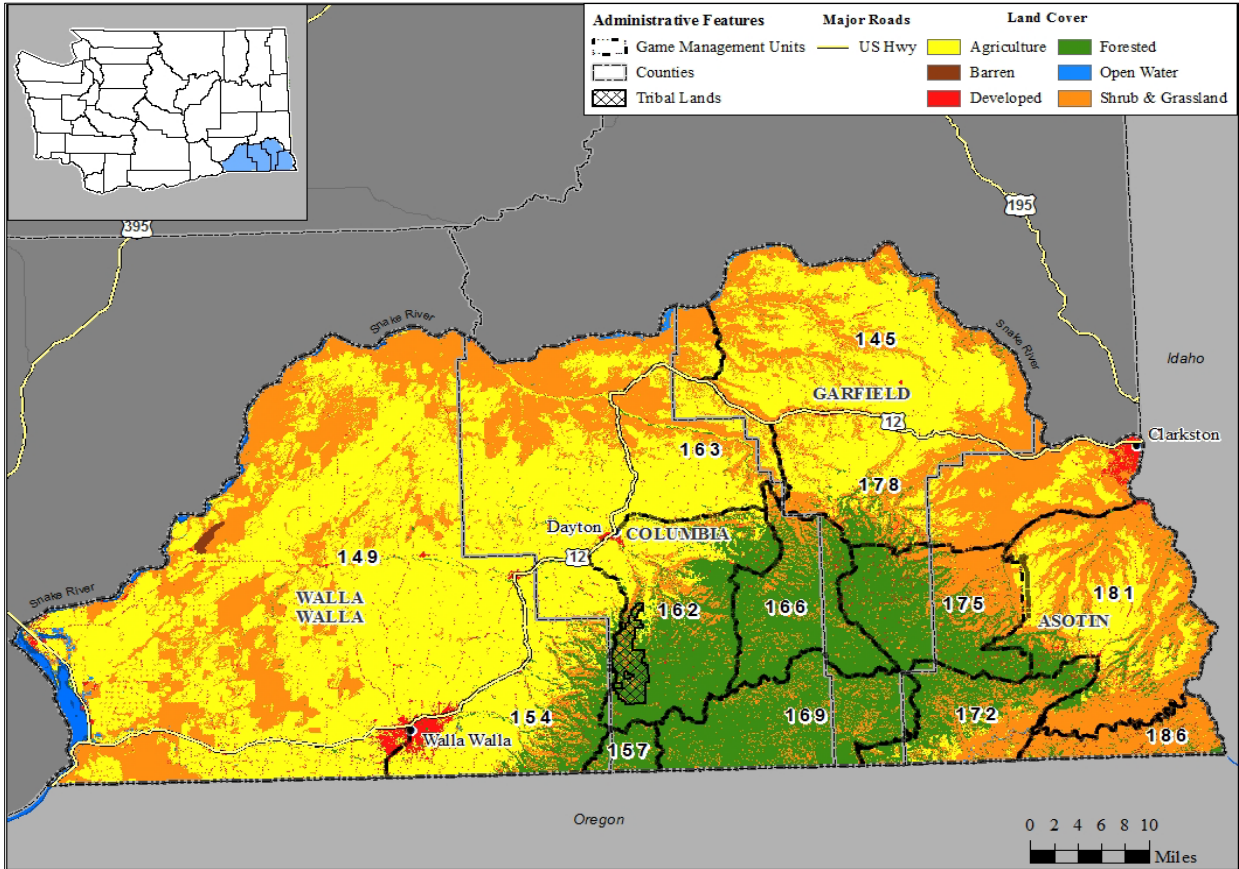 Administrative Features
Game Management Units
Counties
Tribal Lands
Major Roads
US Hwy
Land Cover
Agriculture
Barren
Developed
Forested
Open Water
Shrub & Grassland
395
195
Snake River
145
Snake River
Idaho
GARFIELD
12
Clarkston
163
178
Dayton
COLUMBIA
12
149
Snake River
WALLA
WALLA
162
166
175
181
ASOTIN
154
169
172
Walla Walla
157
186
Oregon
0 2 4 6 8 10
Miles